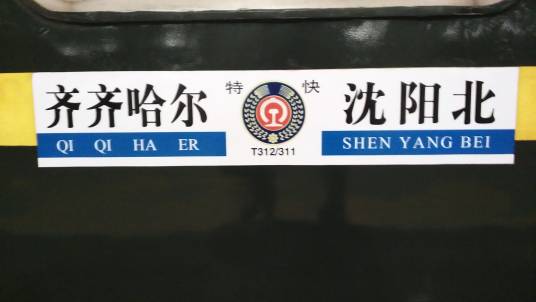 齐齐哈尔
QI QI HA ER
特 快
T312/311
沈阳北
SHEN YANG BEI